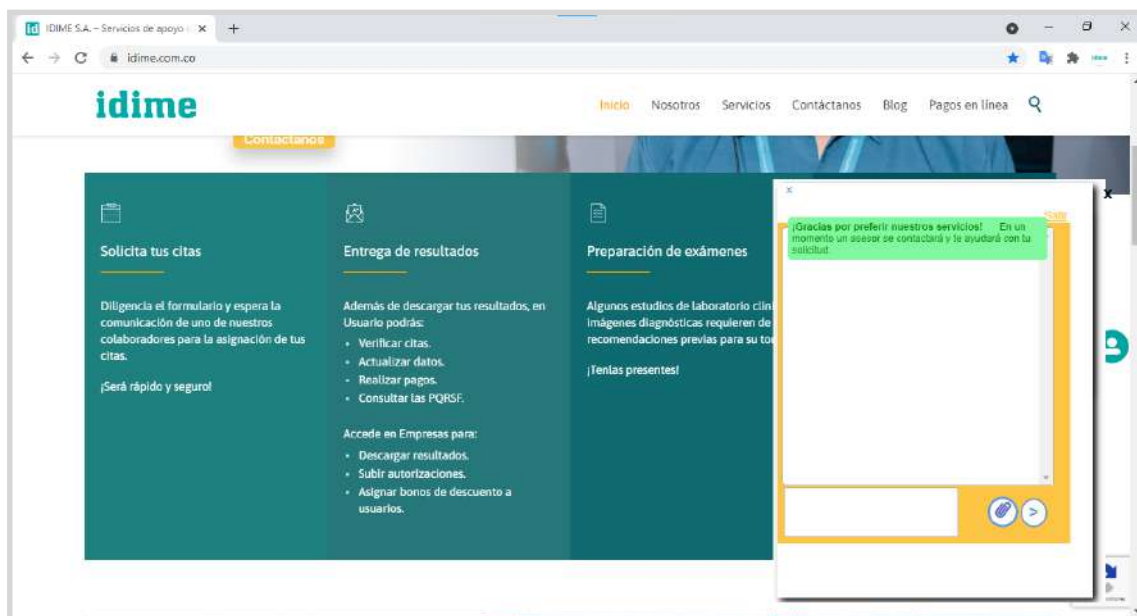 IDIME S.A. – Servicios de apoyo
idime.com.co
idime
Inicio Nosotros Servicios Contáctanos Blog Pagos en línea
Contáctanos
Solicita tus citas
Diligencia el formulario y espera la
comunicación de uno de nuestros
colaboradores para la asignación de tus
citas.
¡Será rápido y seguro!
Entrega de resultados
Además de descargar tus resultados, en
Usuario podrás:
• Verificar citas.
• Actualizar datos.
• Realizar pagos.
• Consultar las PQRSF.
Accede en Empresas para:
• Descargar resultados.
• Subir autorizaciones.
• Asignar bonos de descuento a
usuarios.
Preparación de exámenes
Algunos estudios de laboratorio clín
imágenes diagnósticas requieren de
recomendaciones previas para su to
¡Tenlas presentes!
x
x
Salir
¡Gracias por preferir nuestros servicios! En un
momento un asesor se contactará y le ayudará con tu
solicitud
>